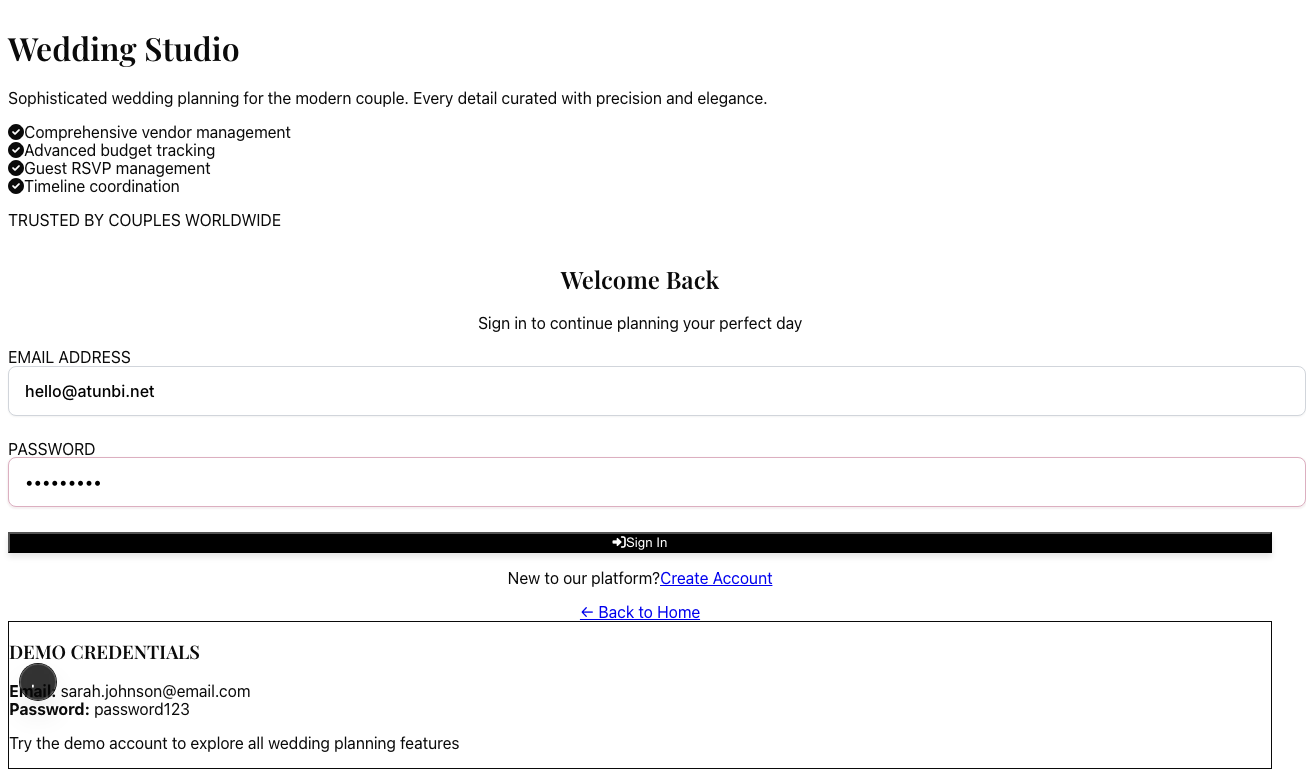 Wedding Studio
Sophisticated wedding planning for the modern couple. Every detail curated with precision and elegance.
Comprehensive vendor management
Advanced budget tracking
Guest RSVP management
Timeline coordination
TRUSTED BY COUPLES WORLDWIDE
Welcome Back
Sign in to continue planning your perfect day
EMAIL ADDRESS
hello@atunbi.net
PASSWORD
•••••••••
Sign In
New to our platform?Create Account
← Back to Home
DEMO CREDENTIALS
Email: sarah.johnson@email.com
Password: password123
Try the demo account to explore all wedding planning features